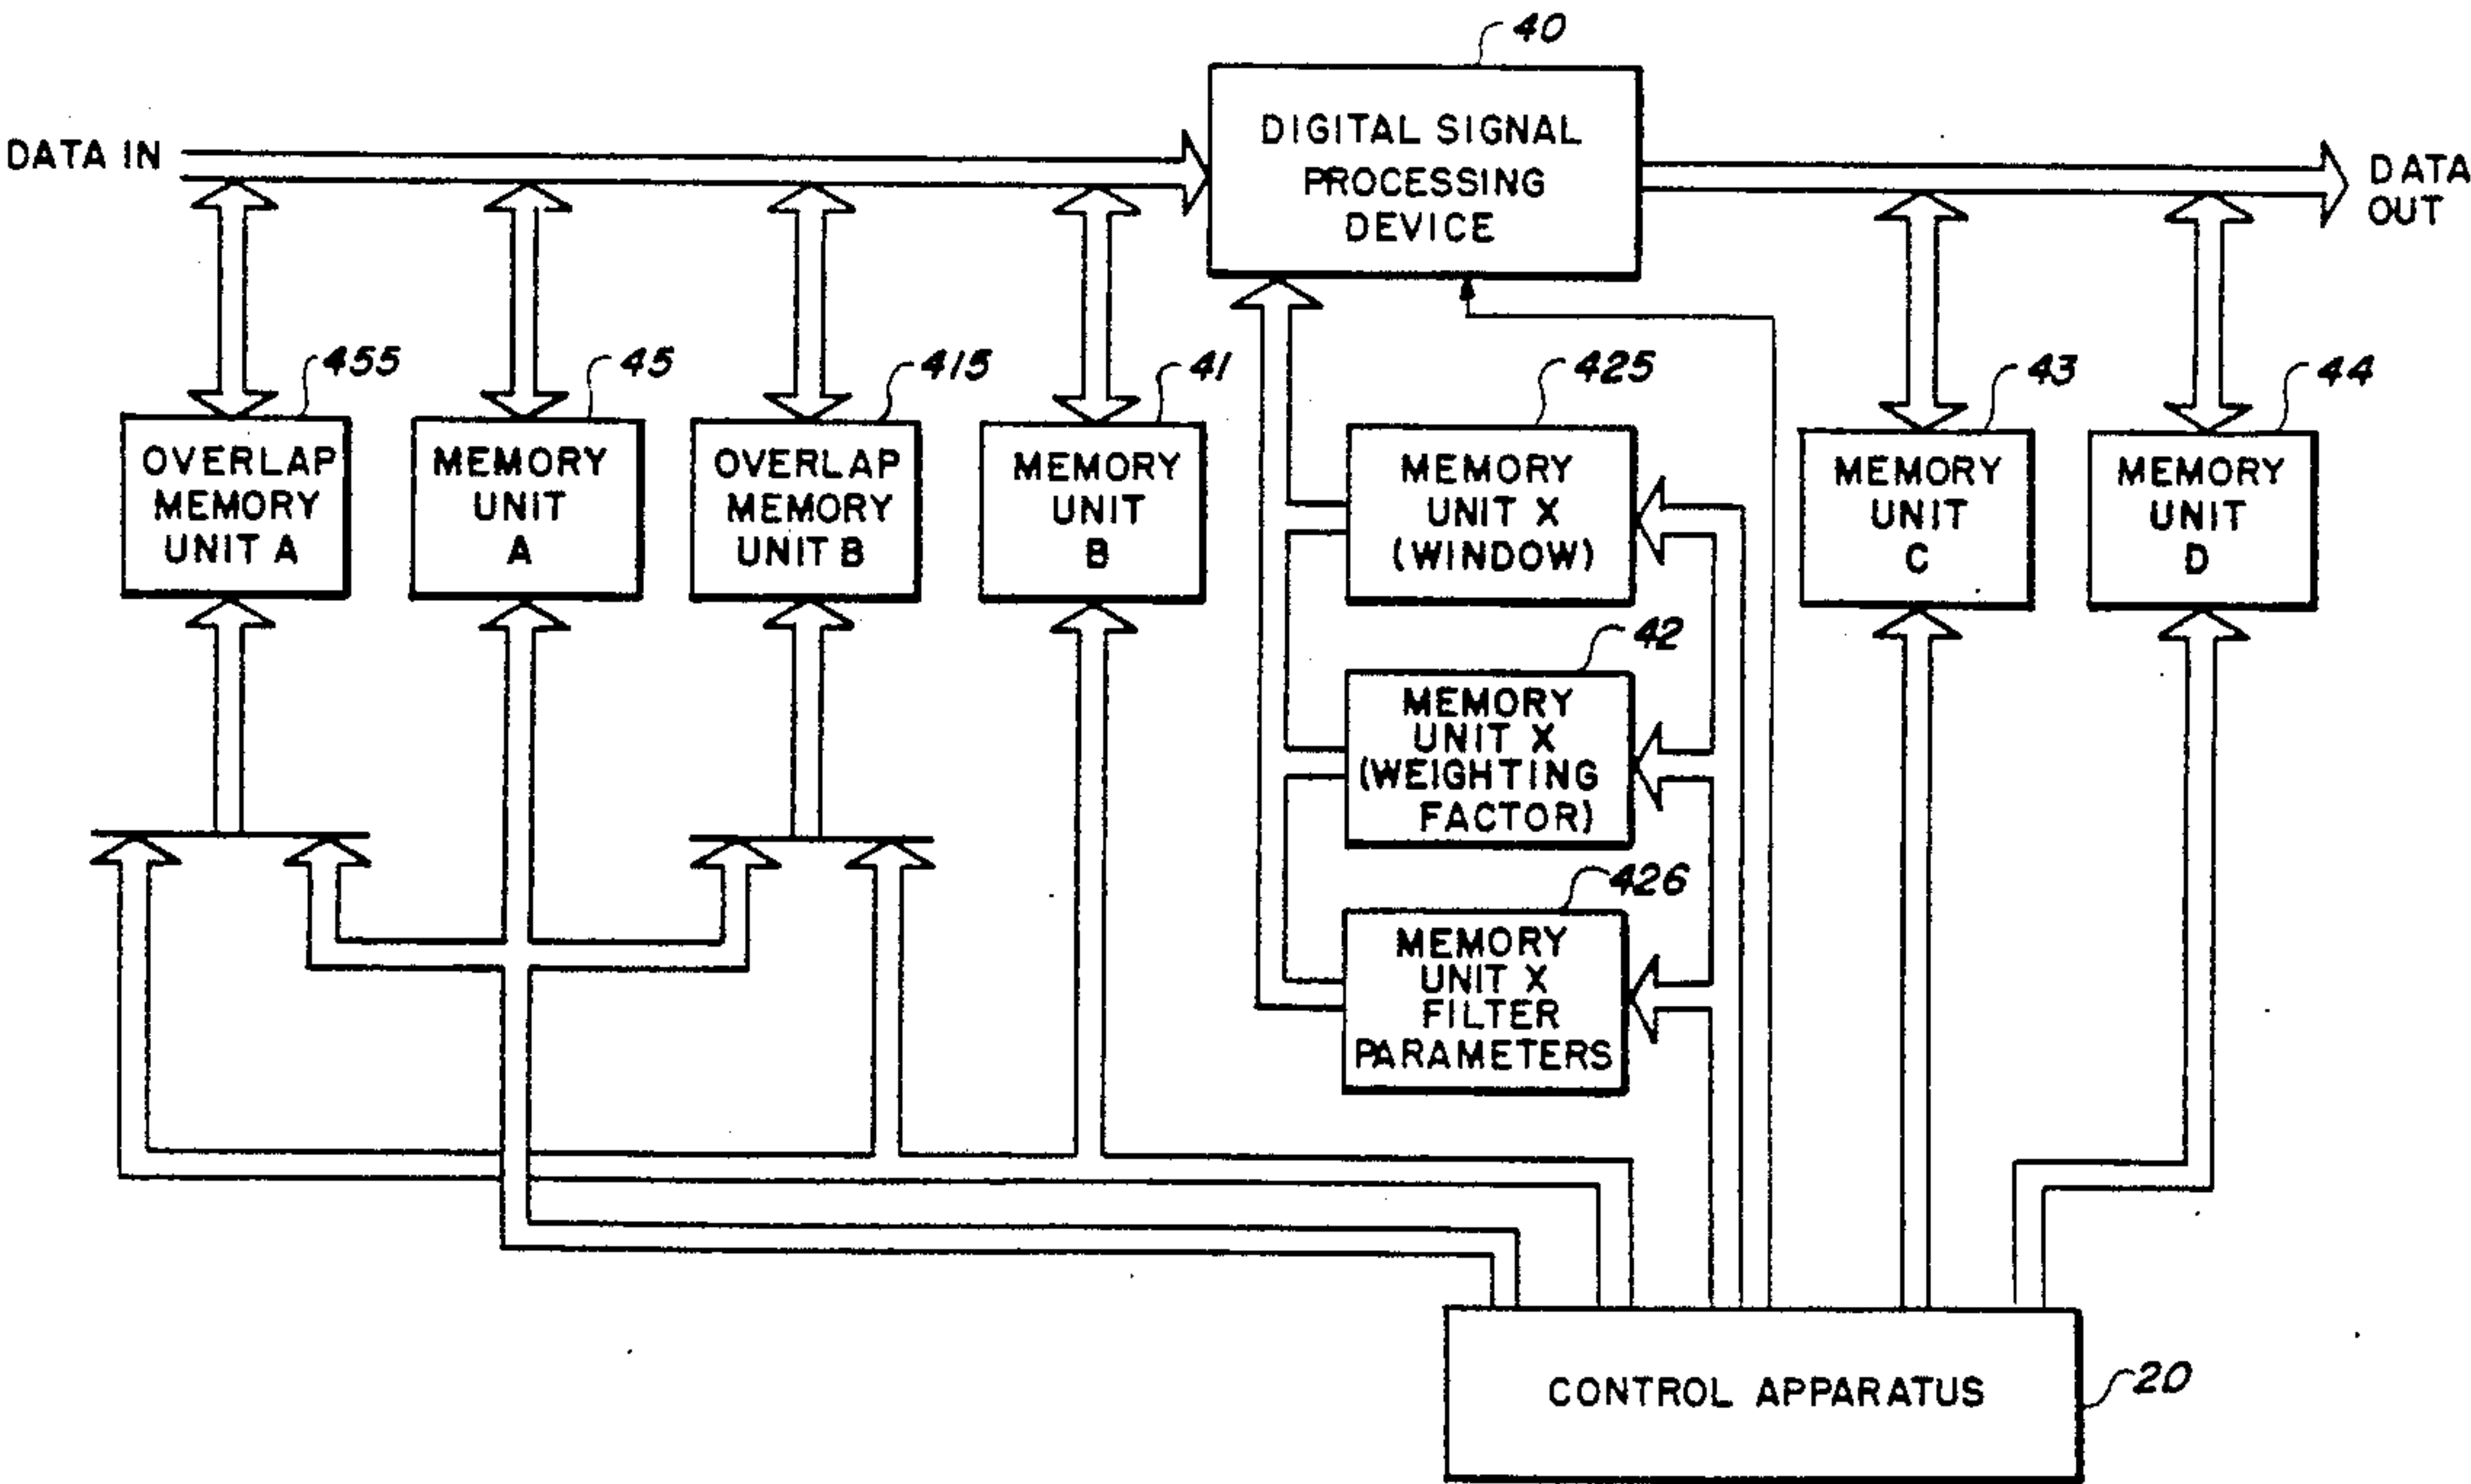 40
DIGITAL SIGNAL
PROCESSING
DEVICE
DATA IN
DATA
OUT
455
45
415
41
425
43
44
OVERLAP
MEMORY
UNIT A
MEMORY
UNIT
A
OVERLAP
MEMORY
UNIT B
MEMORY
UNIT
B
MEMORY
UNIT X
(WINDOW)
MEMORY
UNIT
C
MEMORY
UNIT
D
42
MEMORY
UNIT X
(WEIGHTING
FACTOR)
426
MEMORY
UNIT X
FILTER
PARAMETERS
CONTROL APPARATUS
20